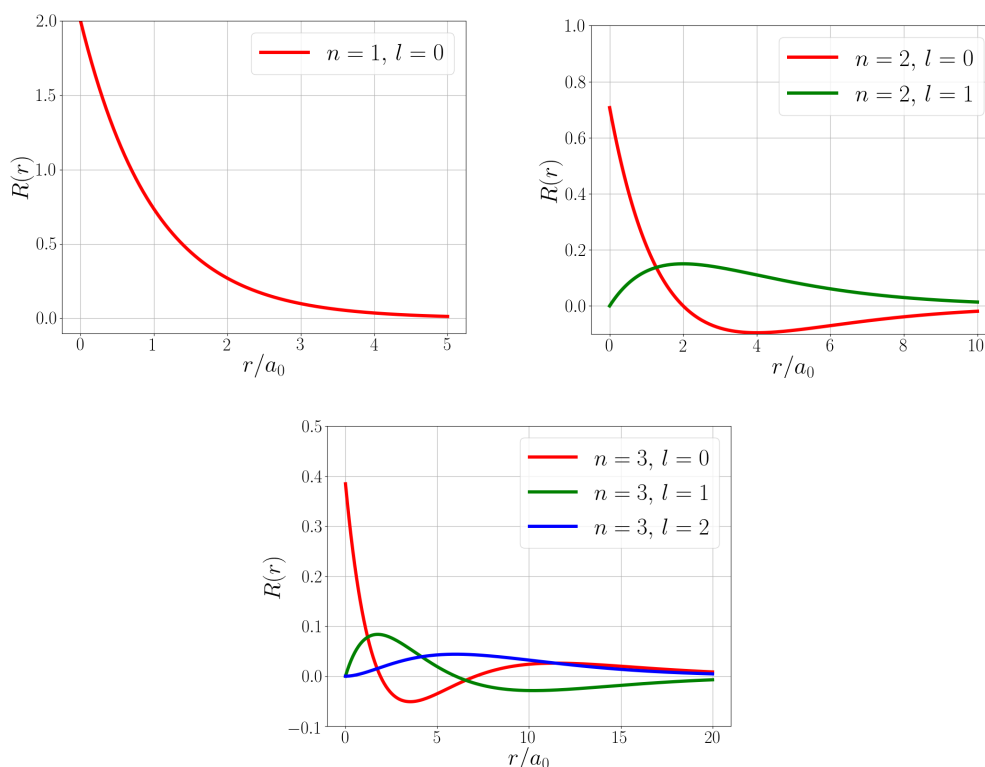 2.0
1.5
1.0
0.5
0.0
R(r)
n = 1, l = 0
0 1 2 3 4 5
r/a₀
1.0
0.8
0.6
0.4
0.2
0.0
R(r)
n = 2, l = 0
n = 2, l = 1
0 2 4 6 8 10
r/a₀
0.5
0.4
0.3
0.2
0.1
0.0
−0.1
R(r)
n = 3, l = 0
n = 3, l = 1
n = 3, l = 2
0 5 10 15 20
r/a₀